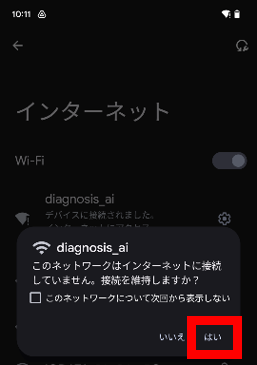 10:11
インターネット
Wi-Fi
diagnosis_ai
デバイスに接続されました。
diagnosis_ai
このネットワークはインターネットに接続
していません。接続を維持しますか？
このネットワークについて次回から表示しない
いいえ
はい